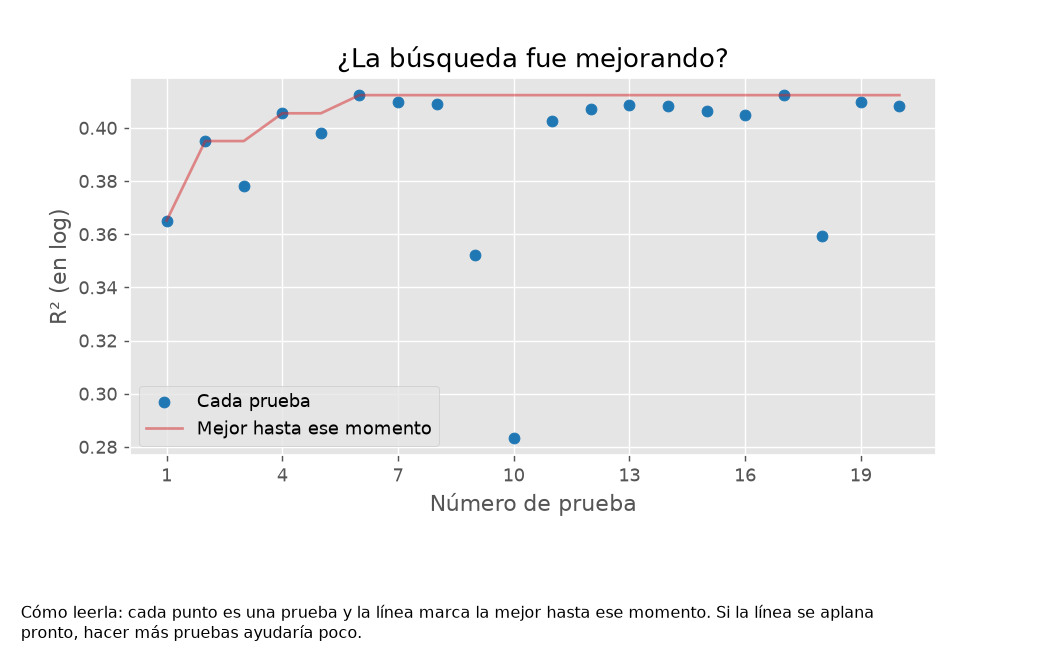 ¿La búsqueda fue mejorando?
R² (en log)
0.40
0.38
0.36
0.34
0.32
0.30
0.28
Cada prueba
Mejor hasta ese momento
1 4 7 10 13 16 19
Número de prueba
Cómo leerla: cada punto es una prueba y la línea marca la mejor hasta ese momento. Si la línea se aplana
pronto, hacer más pruebas ayudaría poco.